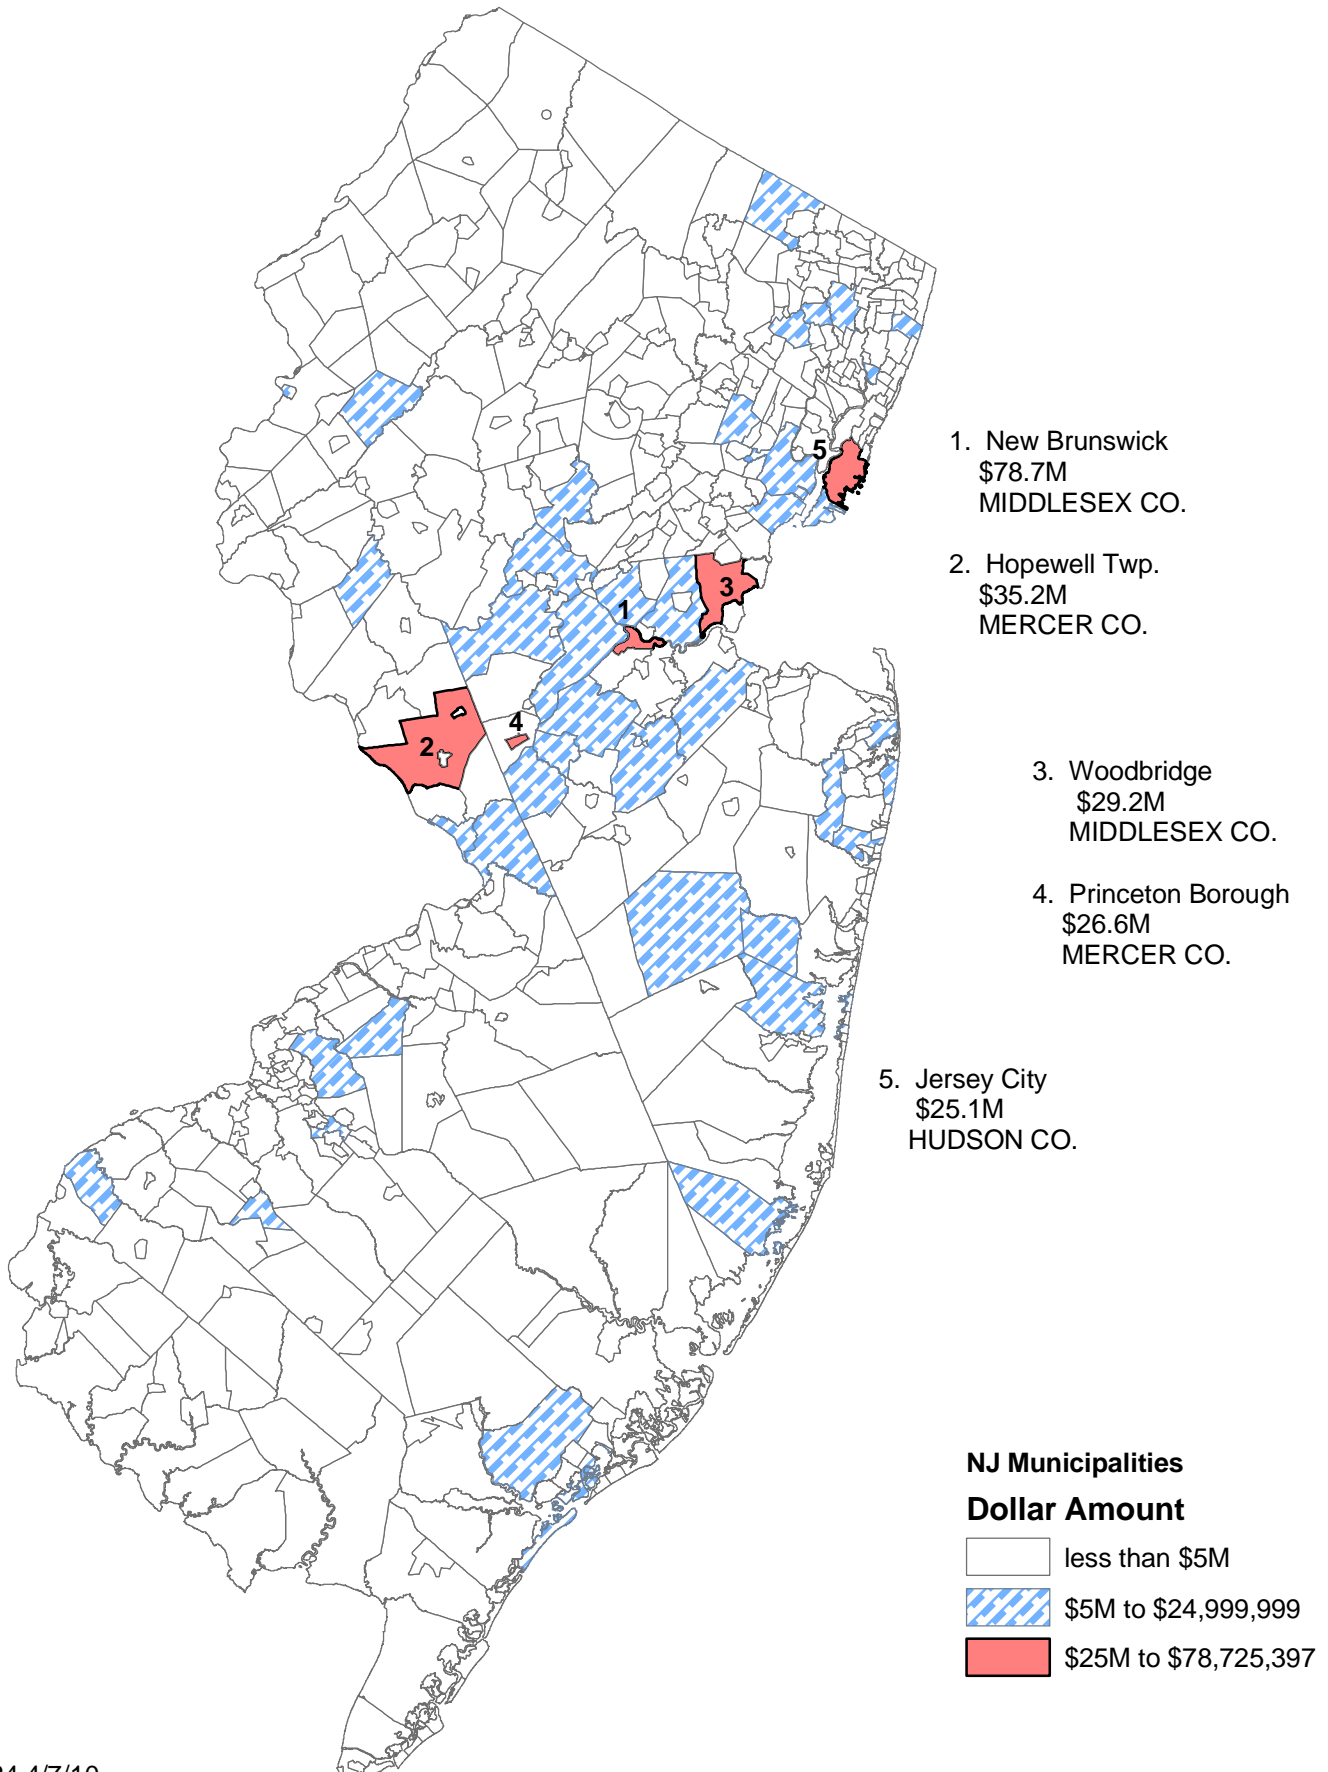 5
1. New Brunswick
$78.7M
MIDDLESEX CO.
2. Hopewell Twp.
$35.2M
MERCER CO.
3
1
4
2
3. Woodbridge
$29.2M
MIDDLESEX CO.
4. Princeton Borough
$26.6M
MERCER CO.
5. Jersey City
$25.1M
HUDSON CO.
NJ Municipalities
Dollar Amount
less than $5M
$5M to $24,999,999
$25M to $78,725,397